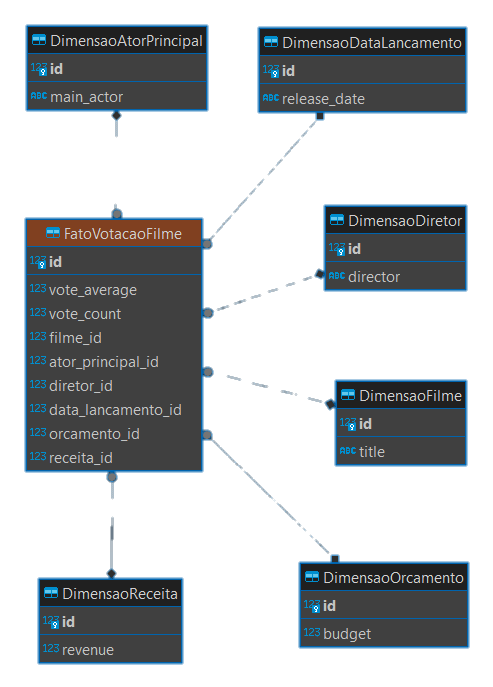 DimensaoAtorPrincipal
123 id
ABC main_actor
DimensaoDataLancamento
123 id
ABC release_date
FatoVotacaoFilme
123 id
123 vote_average
123 vote_count
123 filme_id
123 ator_principal_id
123 diretor_id
123 data_lancamento_id
123 orcamento_id
123 receita_id
DimensaoDiretor
123 id
ABC director
DimensaoFilme
123 id
ABC title
DimensaoReceita
123 id
123 revenue
DimensaoOrcamento
123 id
123 budget